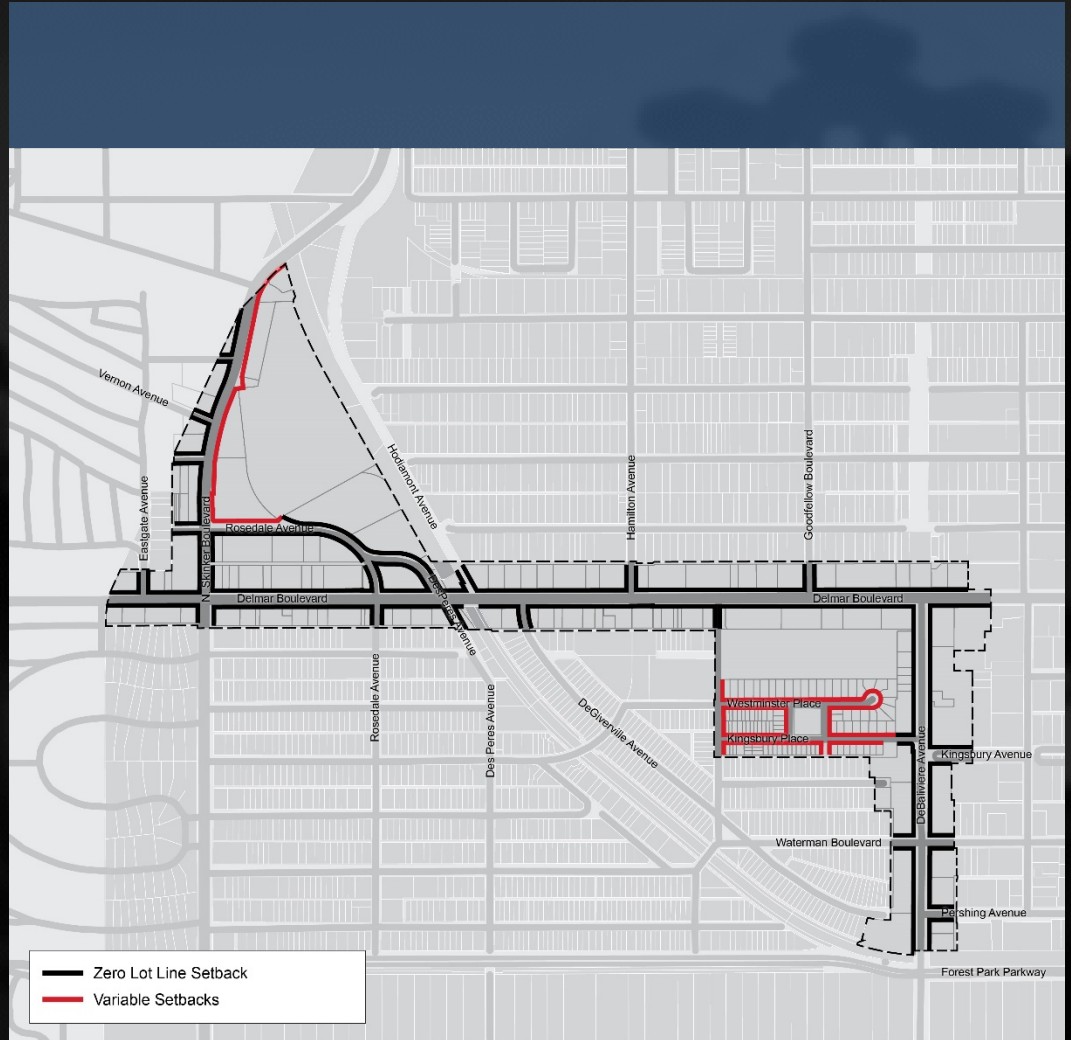 Vernon Avenue
Eastgate Avenue
N. Skinker Boulevard
Hodiamont Avenue
Hamilton Avenue
Goodfellow Boulevard
Rosedale Avenue
Delmar Boulevard
Delmar Boulevard
DesPeres Avenue
Rosedale Avenue
Des Peres Avenue
DeGiverville Avenue
Westminster Place
Kingsbury Place
DeBaliviere Avenue
Kingsbury Avenue
Waterman Boulevard
Pershing Avenue
Forest Park Parkway
Zero Lot Line Setback
Variable Setbacks